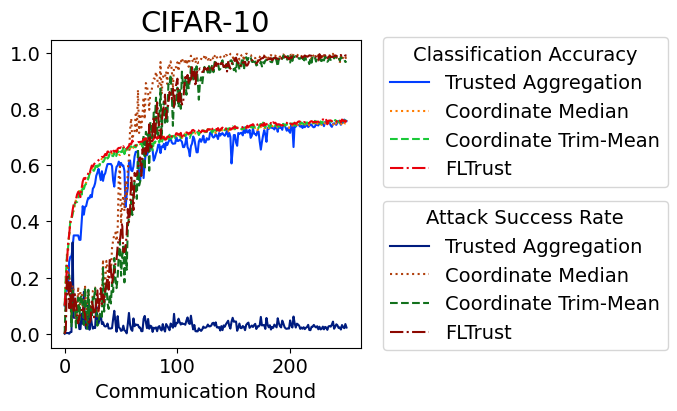 CIFAR-10
1.0
0.8
0.6
0.4
0.2
0.0
0 100 200
Communication Round
Classification Accuracy
Trusted Aggregation
Coordinate Median
Coordinate Trim-Mean
FLTrust
Attack Success Rate
Trusted Aggregation
Coordinate Median
Coordinate Trim-Mean
FLTrust